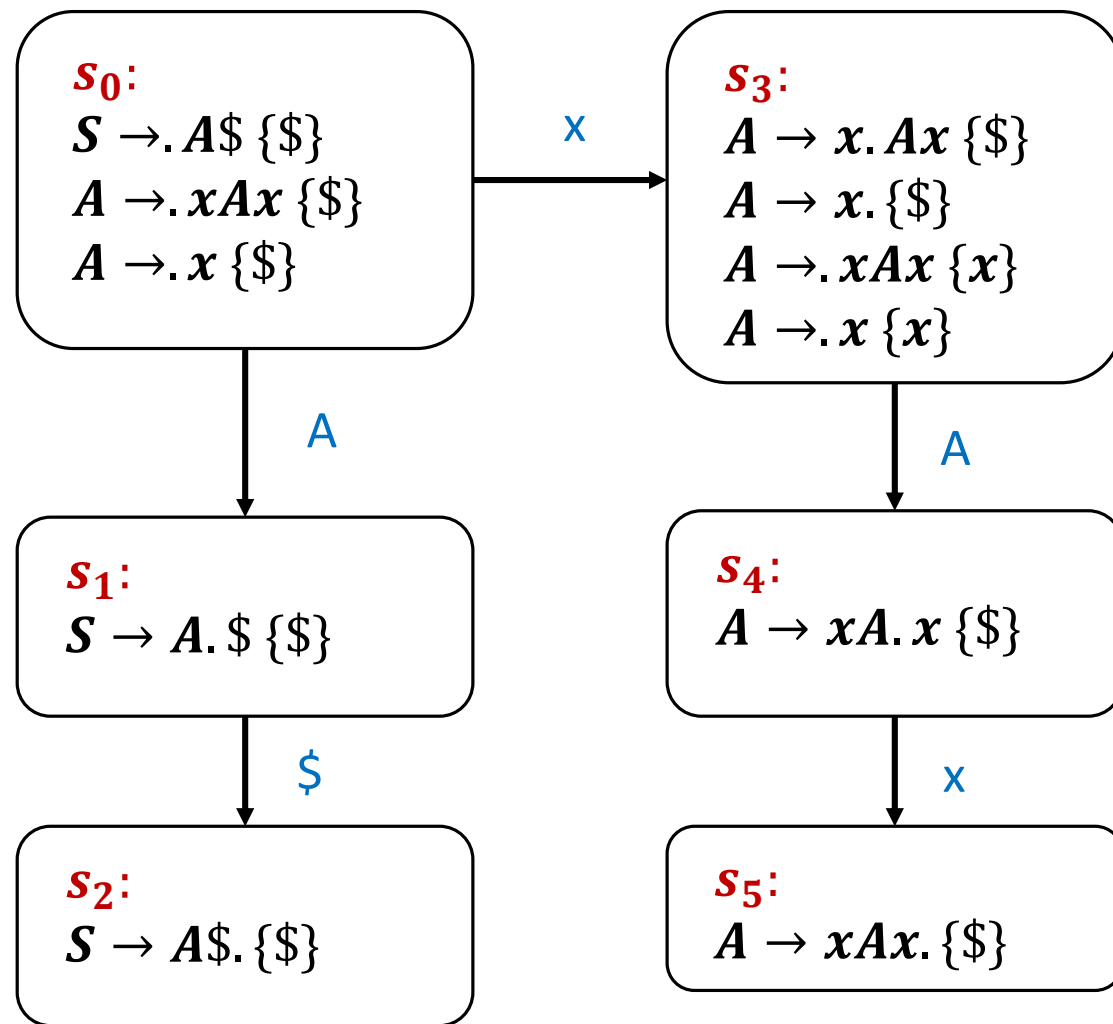 s₀:
S →. A$ {$}
A →. xAx {$}
A →. x {$}
x
s₃:
A → x. Ax {$}
A → x. {$}
A →. xAx {x}
A →. x {x}
A
A
s₁:
S → A. $ {$}
s₄:
A → xA. x {$}
$
x
s₂:
S → A$. {$}
s₅:
A → xAx. {$}